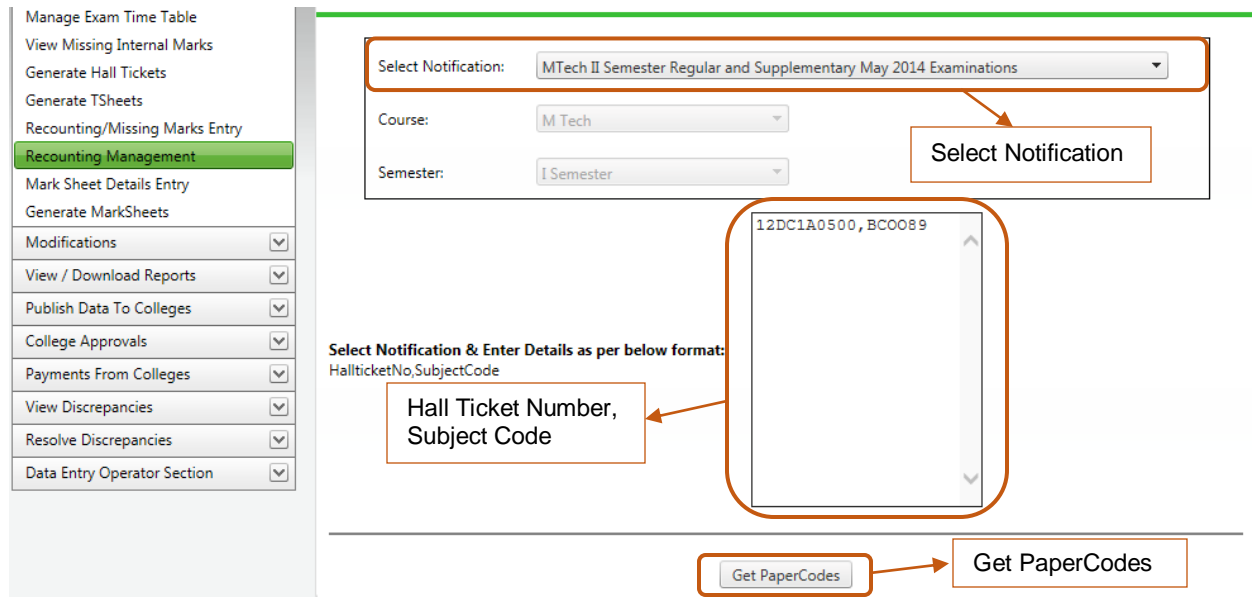 Manage Exam Time Table
View Missing Internal Marks
Generate Hall Tickets
Generate TSheets
Recounting/Missing Marks Entry
Recounting Management
Mark Sheet Details Entry
Generate MarkSheets
Modifications
View / Download Reports
Publish Data To Colleges
College Approvals
Payments From Colleges
View Discrepancies
Resolve Discrepancies
Data Entry Operator Section
Select Notification: MTech II Semester Regular and Supplementary May 2014 Examinations
Course: M Tech
Select Notification
Semester: I Semester
12DC1A0500,BCOO89
Select Notification & Enter Details as per below format:
HallticketNo,SubjectCode
Hall Ticket Number,
Subject Code
Get PaperCodes
Get PaperCodes